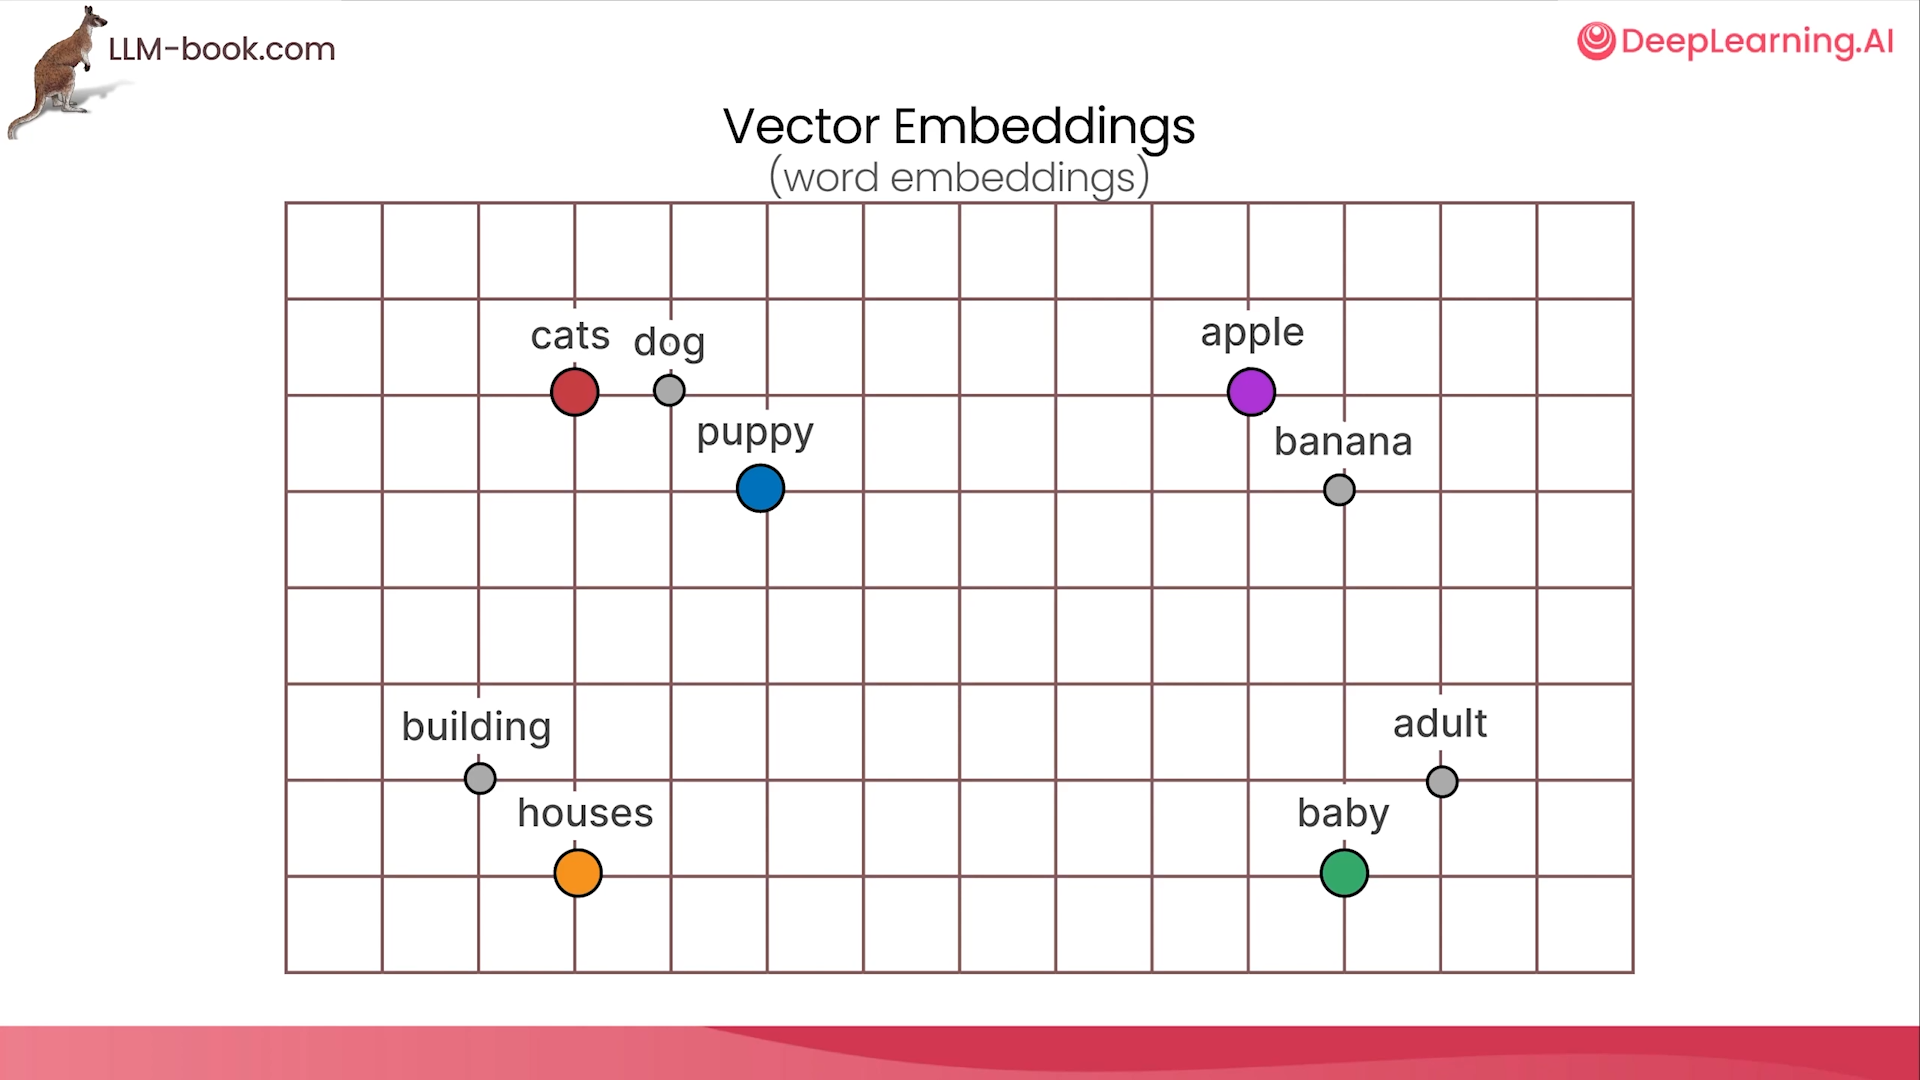 LLM-book.com
DeepLearning.AI
Vector Embeddings
(word embeddings)
cats
dog
apple
puppy
banana
building
adult
houses
baby